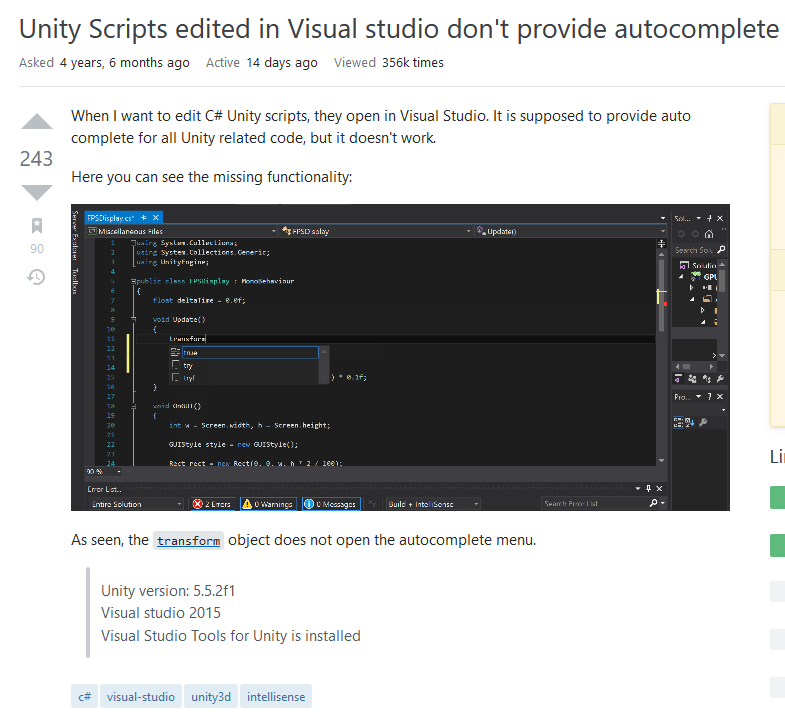 Unity Scripts edited in Visual studio don't provide autocomplete
Asked 4 years, 6 months ago Active 14 days ago Viewed 356k times
When I want to edit C# Unity scripts, they open in Visual Studio. It is supposed to provide auto
complete for all Unity related code, but it doesn't work.
243
Here you can see the missing functionality:
90
Server Explorer Toolbox
FPSDisplay.cs*
Sol...
Miscellaneous Files
FPSDisplay
Update()
Search Solu
Solutio
GPU
1 using System.Collections;
2 using System.Collections.Generic;
3 using UnityEngine;
4
5 public class FPSDisplay : MonoBehaviour
6 {
7 float deltaTime = 0.0f;
8
9 void Update()
10 {
11 transform
12 true
13 try
14 tryf
15 ) * 0.1f;
16 }
17
18 void OnGUI()
19 {
20 int w = Screen.width, h = Screen.height;
21
22 GUIStyle style = new GUIStyle();
23
24 Rect rect = new Rect(0, 0, w, h * 2 / 100);
90 %
Pro...
Error List...
Entire Solution
2 Errors
0 Warnings
0 Messages
Build + IntelliSense
Search Error List
As seen, the transform object does not open the autocomplete menu.
Unity version: 5.5.2f1
Visual studio 2015
Visual Studio Tools for Unity is installed
c# visual-studio unity3d intellisense